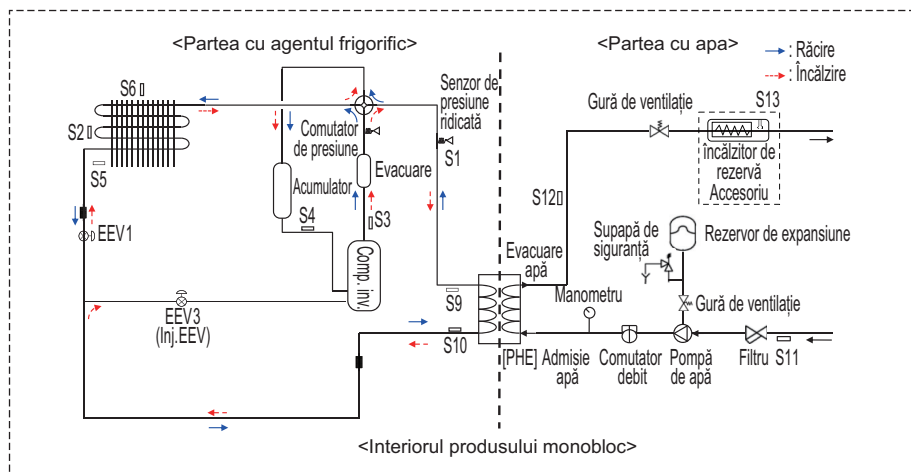 <Partea cu agentul frigorific>
<Partea cu apa>
: Răcire
: Încălzire
S6
S2
S5
EEV1
EEV3
(Inj.EEV)
Comutator
de presiune
Senzor de
presiune
ridicată
S1
Evacuare
Acumulator
S4
S3
Comp. inv.
S9
S10
[PHE]
Gură de ventilație
S13
încălzitor de
rezervă
Accesoriu
S12
Evacuare
apă
Supapă de
siguranță
Rezervor de expansiune
Manometru
Gură de ventilație
Admisie
apă
Comutator
debit
Pompă
de apă
Filtru
S11
<Interiorul produsului monobloc>